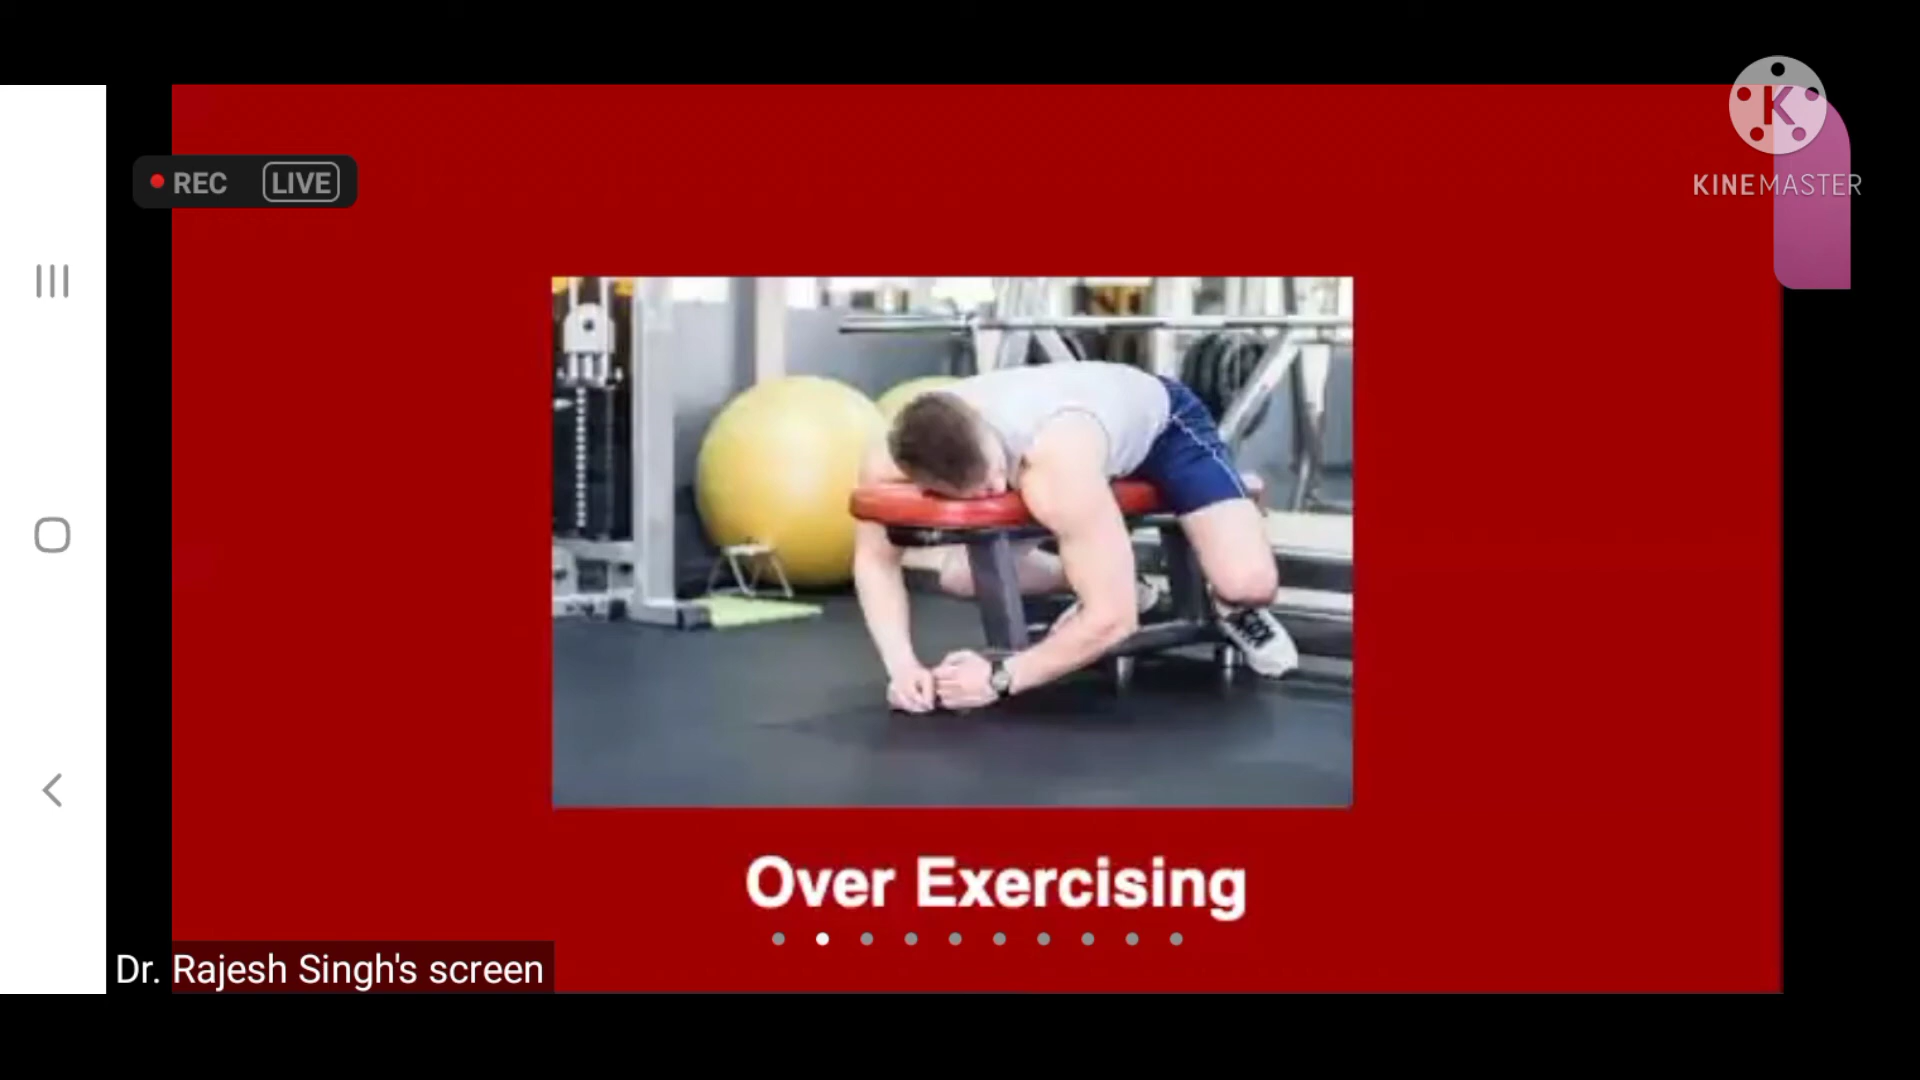 REC LIVE
K
KINEMASTER
Over Exercising
Dr. Rajesh Singh's screen